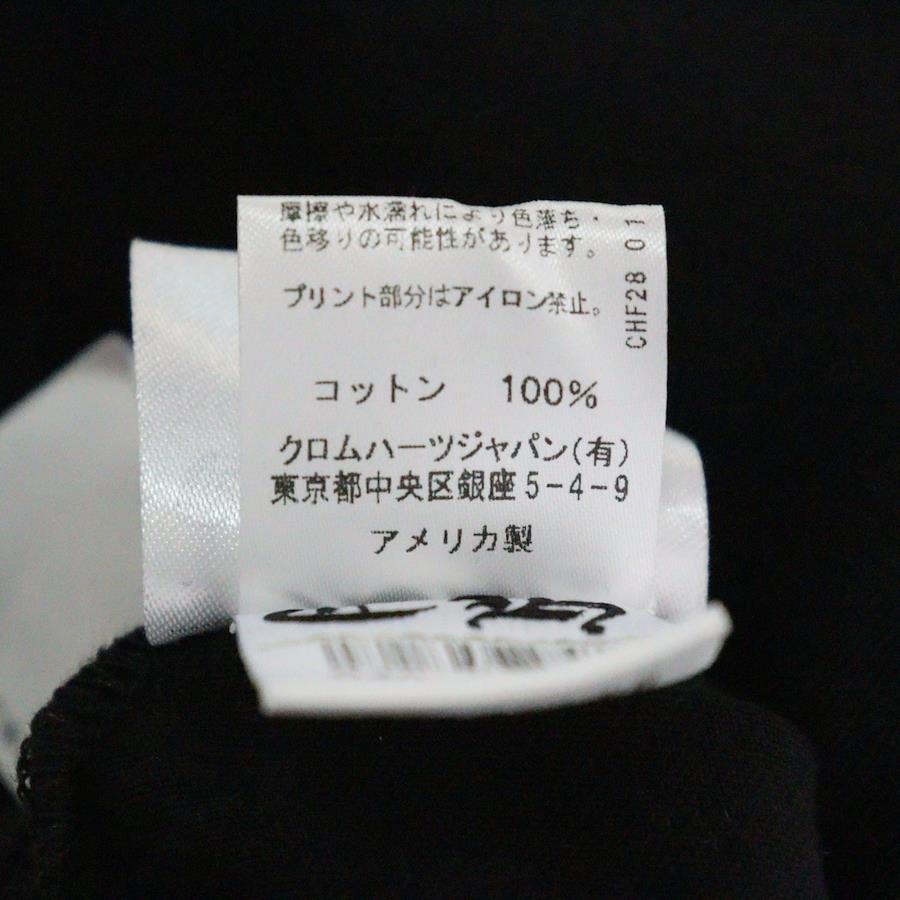 摩擦や水濡れにより色落ち・
色移りの可能性があります。
プリント部分はアイロン禁止。
コットン 100%
クロムハーツジャパン(有)
東京都中央区銀座5-4-9
アメリカ製
CHF28 01